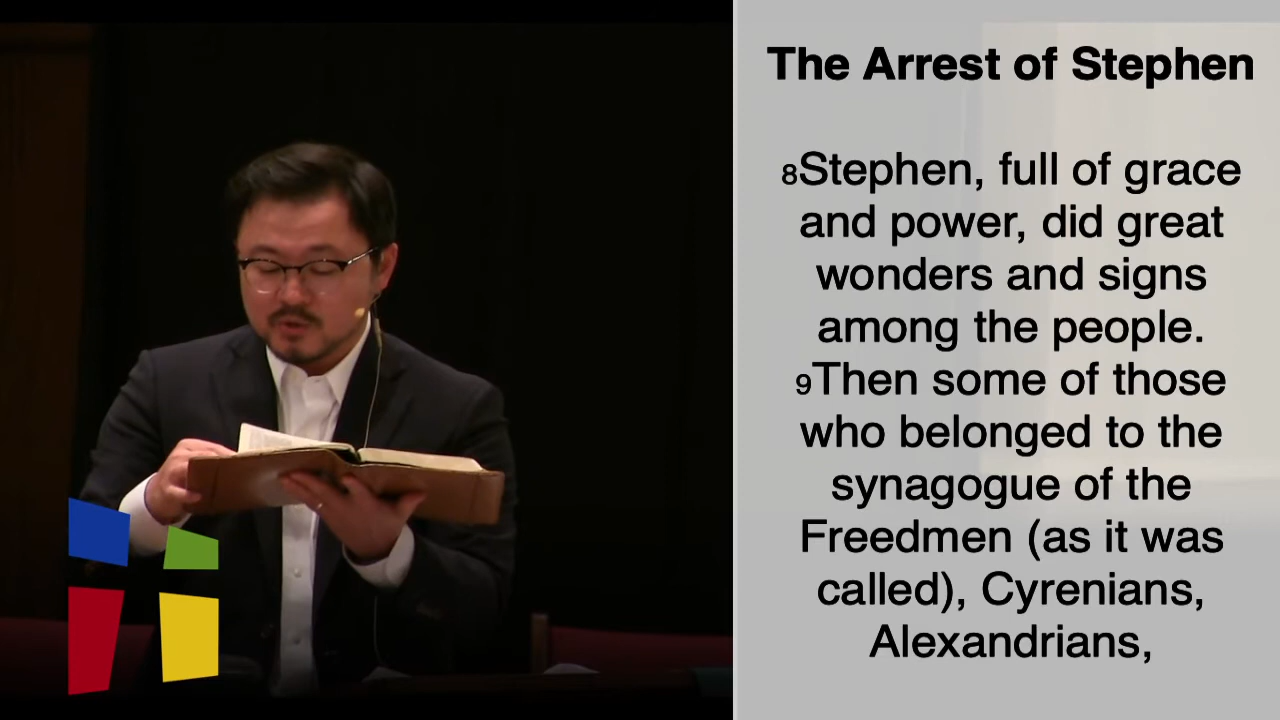 The Arrest of Stephen
8Stephen, full of grace
and power, did great
wonders and signs
among the people.
9Then some of those
who belonged to the
synagogue of the
Freedmen (as it was
called), Cyrenians,
Alexandrians,